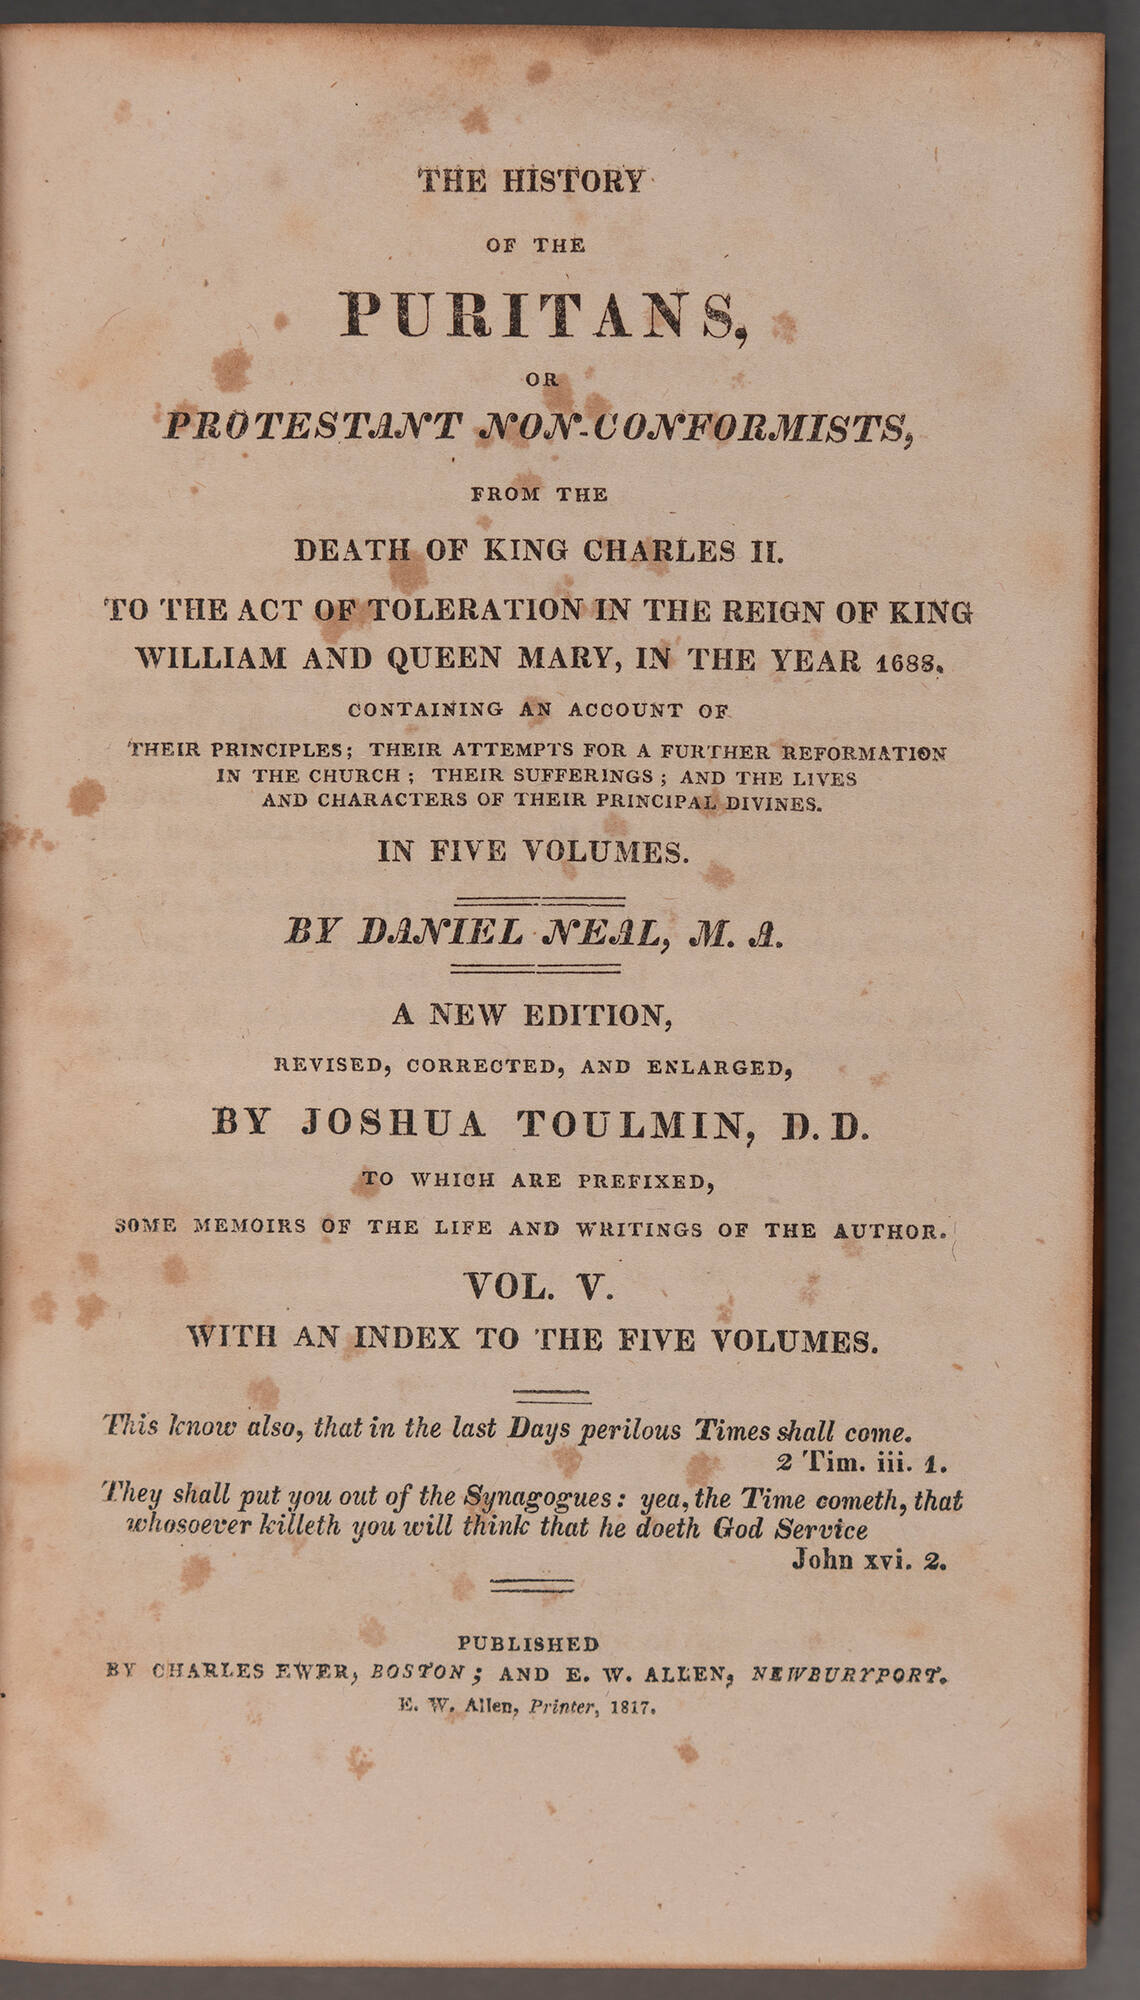 THE HISTORY
OF THE
PURITANS,
OR
PROTESTANT NON-CONFORMISTS,
FROM THE
DEATH OF KING CHARLES II.
TO THE ACT OF TOLERATION IN THE REIGN OF KING
WILLIAM AND QUEEN MARY, IN THE YEAR 1688.
CONTAINING AN ACCOUNT OF
THEIR PRINCIPLES; THEIR ATTEMPTS FOR A FURTHER REFORMATION
IN THE CHURCH; THEIR SUFFERINGS; AND THE LIVES
AND CHARACTERS OF THEIR PRINCIPAL DIVINES.
IN FIVE VOLUMES.
BY DANIEL NEAL, M. A.
A NEW EDITION,
REVISED, CORRECTED, AND ENLARGED,
BY JOSHUA TOULMIN, D. D.
TO WHICH ARE PREFIXED,
SOME MEMOIRS OF THE LIFE AND WRITINGS OF THE AUTHOR.
VOL. V.
WITH AN INDEX TO THE FIVE VOLUMES.
This know also, that in the last Days perilous Times shall come.
2 Tim. iii. 1.
They shall put you out of the Synagogues: yea, the Time cometh, that
whosoever killeth you will think that he doeth God Service
John xvi. 2.
PUBLISHED
BY CHARLES EWER, BOSTON; AND E. W. ALLEN, NEWBURYPORT.
E. W. Allen, Printer, 1817.